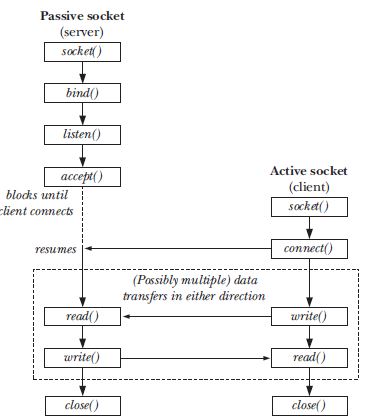 Passive socket
(server)
socket()
bind()
listen()
accept()
blocks until
client connects
resumes
Active socket
(client)
socket()
connect()
(Possibly multiple) data
transfers in either direction
read()
write()
write()
read()
close()
close()